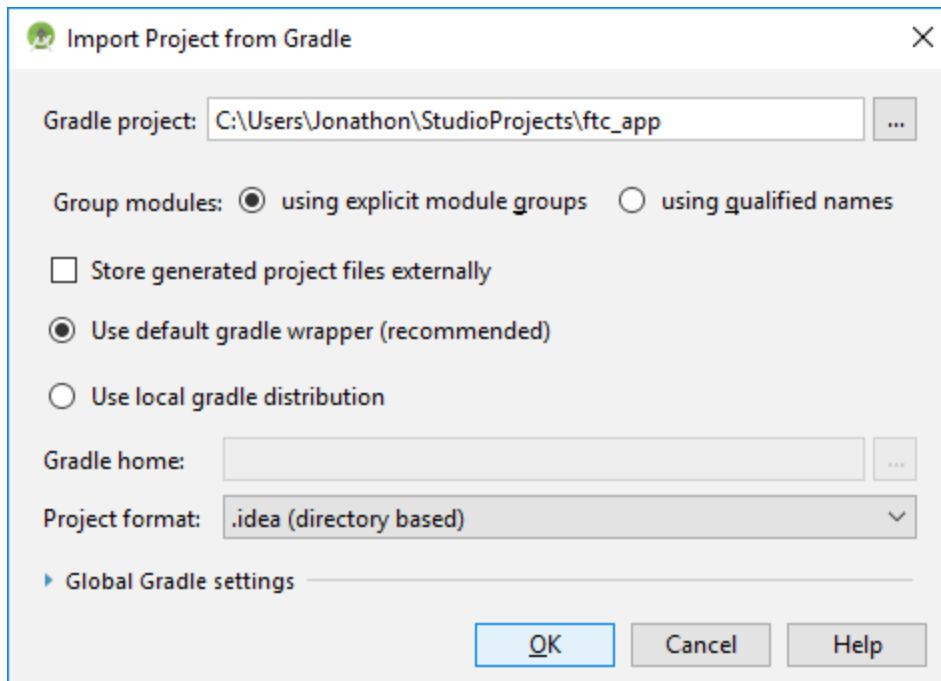 Import Project from Gradle
Gradle project: C:\Users\Jonathon\StudioProjects\ftc_app ...
Group modules: using explicit module groups using qualified names
Store generated project files externally
Use default gradle wrapper (recommended)
Use local gradle distribution
Gradle home: ...
Project format: .idea (directory based)
Global Gradle settings
OK Cancel Help